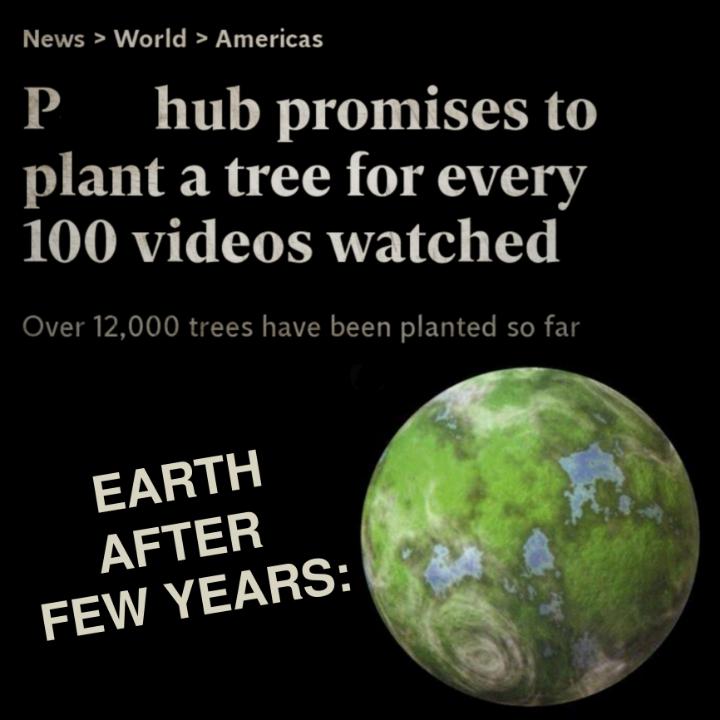 News > World > Americas
P hub promises to
plant a tree for every
100 videos watched
Over 12,000 trees have been planted so far
EARTH
AFTER
FEW YEARS: